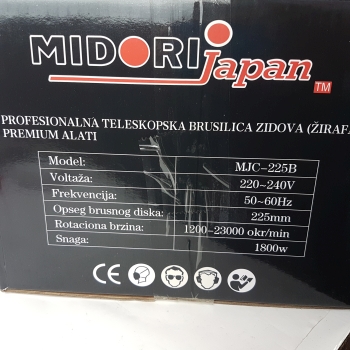 MIDORI Japan
TM
PROFESIONALNA TELESKOPSKA BRUSILICA ZIDOVA (ŽIRAFA
PREMIUM ALATI
Model: MJC-225B
Voltaža: 220~240V
Frekvencija: 50~60Hz
Opseg brusnog diska: 225mm
Rotaciona brzina: 1200-23000 okr/min
Snaga: 1800w
CE